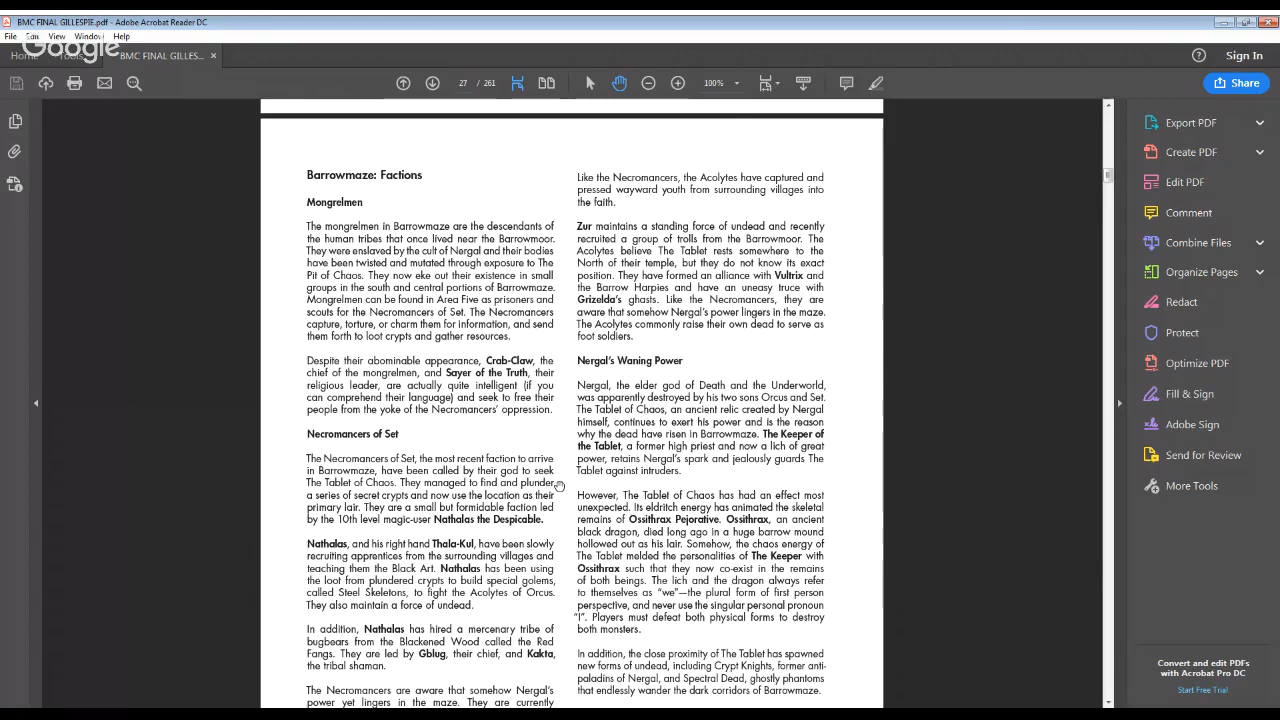 BMC FINAL GILLESPIE.pdf - Adobe Acrobat Reader DC
File Edit View Window Help
Google
Home Tools BMC FINAL GILLES... Sign In
27 / 261 100% Share
Barrowmaze: Factions
Mongrelmen
The mongrelmen in Barrowmaze are the descendants of
the human tribes that once lived near the Barrowmoor.
They were enslaved by the cult of Nergal and their bodies
have been twisted and mutated through exposure to The
Pit of Chaos. They now eke out their existence in small
groups in the south and central portions of Barrowmaze.
Mongrelmen can be found in Area Five as prisoners and
scouts for the Necromancers of Set. The Necromancers
capture, torture, or charm them for information, and send
them forth to loot crypts and gather resources.
Despite their abominable appearance, Crab-Claw, the
chief of the mongrelmen, and Sayer of the Truth, their
religious leader, are actually quite intelligent (if you
can comprehend their language) and seek to free their
people from the yoke of the Necromancers' oppression.
Necromancers of Set
The Necromancers of Set, the most recent faction to arrive
in Barrowmaze, have been called by their god to seek
The Tablet of Chaos. They managed to find and plunder
a series of secret crypts and now use the location as their
primary lair. They are a small but formidable faction led
by the 10th level magic-user Nathalas the Despicable.
Nathalas, and his right hand Thala-Kul, have been slowly
recruiting apprentices from the surrounding villages and
teaching them the Black Art. Nathalas has been using
the loot from plundered crypts to build special golems,
called Steel Skeletons, to fight the Acolytes of Orcus.
They also maintain a force of undead.
In addition, Nathalas has hired a mercenary tribe of
bugbears from the Blackened Wood called the Red
Fangs. They are led by Gblug, their chief, and Kakta,
the tribal shaman.
The Necromancers are aware that somehow Nergal's
power yet lingers in the maze. They are currently
Like the Necromancers, the Acolytes have captured and
pressed wayward youth from surrounding villages into
the faith.
Zur maintains a standing force of undead and recently
recruited a group of trolls from the Barrowmoor. The
Acolytes believe The Tablet rests somewhere to the
North of their temple, but they do not know its exact
position. They have formed an alliance with Vultrix and
the Barrow Harpies and have an uneasy truce with
Grizelda's ghasts. Like the Necromancers, they are
aware that somehow Nergal's power lingers in the maze.
The Acolytes commonly raise their own dead to serve as
foot soldiers.
Nergal's Waning Power
Nergal, the elder god of Death and the Underworld,
was apparently destroyed by his two sons Orcus and Set.
The Tablet of Chaos, an ancient relic created by Nergal
himself, continues to exert his power and is the reason
why the dead have risen in Barrowmaze. The Keeper of
the Tablet, a former high priest and now a lich of great
power, retains Nergal's spark and jealously guards The
Tablet against intruders.
However, The Tablet of Chaos has had an effect most
unexpected. Its eldritch energy has animated the skeletal
remains of Ossithrax Pejorative. Ossithrax, an ancient
black dragon, died long ago in a huge barrow mound
hollowed out as his lair. Somehow, the chaos energy of
The Tablet melded the personalities of The Keeper with
Ossithrax such that they now co-exist in the remains
of both beings. The lich and the dragon always refer
to themselves as "we"—the plural form of first person
perspective, and never use the singular personal pronoun
"I". Players must defeat both physical forms to destroy
both monsters.
In addition, the close proximity of The Tablet has spawned
new forms of undead, including Crypt Knights, former anti-
paladins of Nergal, and Spectral Dead, ghostly phantoms
that endlessly wander the dark corridors of Barrowmaze.
Export PDF
Create PDF
Edit PDF
Comment
Combine Files
Organize Pages
Redact
Protect
Optimize PDF
Fill & Sign
Adobe Sign
Send for Review
More Tools
Convert and edit PDFs
with Acrobat Pro DC
Start Free Trial